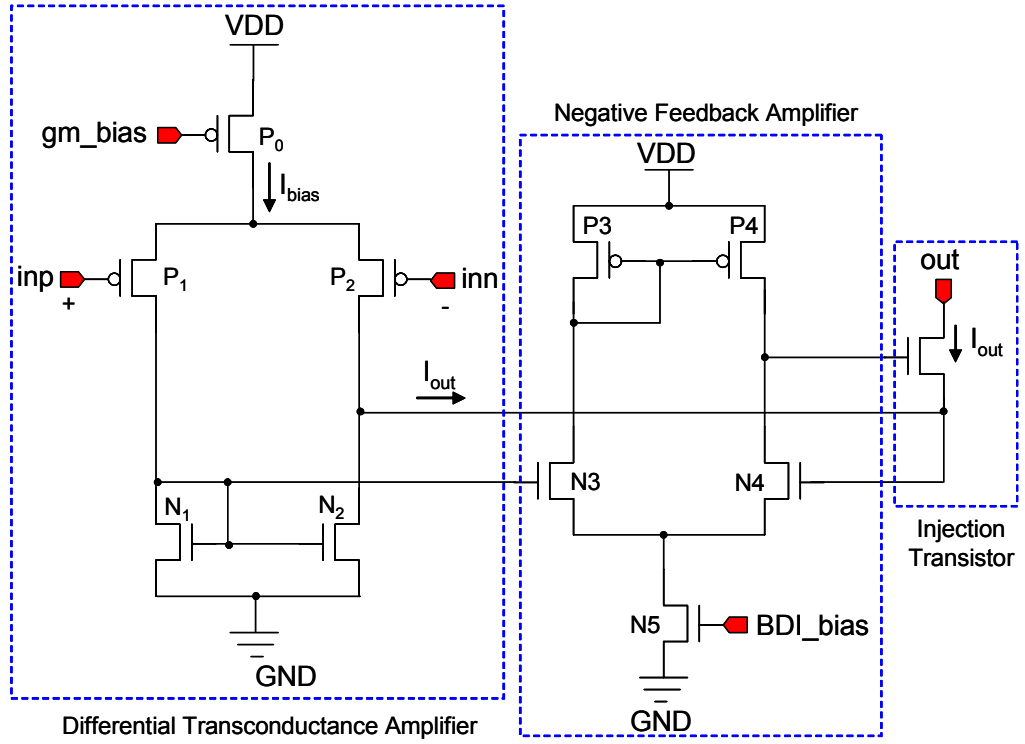 VDD
gm_bias
P0
Ibias
inp
+
P1
P2
inn
-
Iout
N1
N2
GND
Differential Transconductance Amplifier
Negative Feedback Amplifier
VDD
P3
P4
N3
N4
N5
BDI_bias
GND
out
Iout
Injection
Transistor